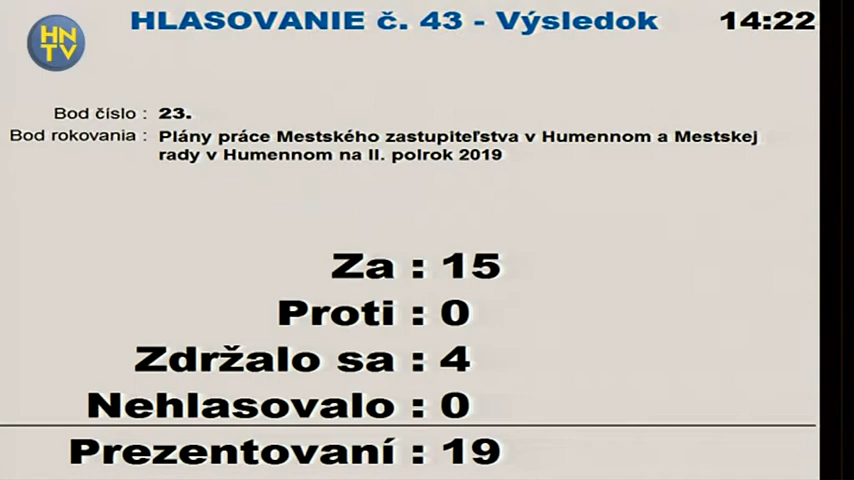 HN
TV
HLASOVANIE č. 43 - Výsledok 14:22
Bod číslo : 23.
Bod rokovania : Plány práce Mestského zastupiteľstva v Humennom a Mestskej
rady v Humennom na II. polrok 2019
Za : 15
Proti : 0
Zdržalo sa : 4
Nehlasovalo : 0
Prezentovaní : 19